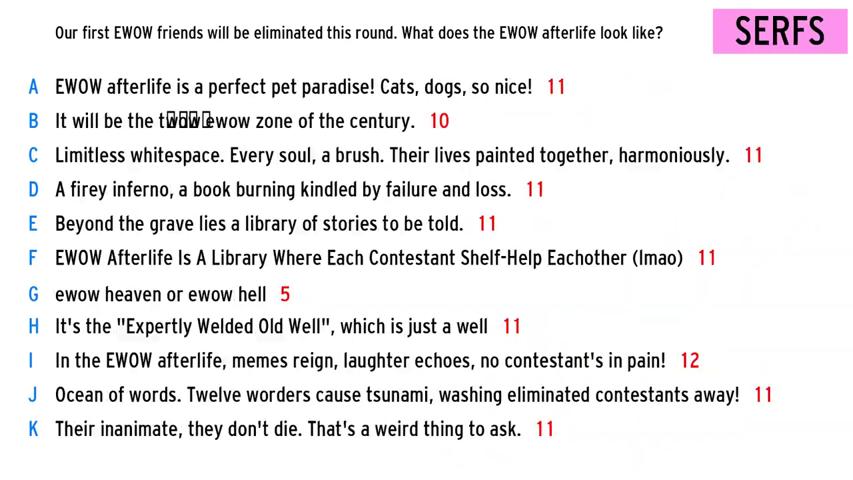 Our first EWOW friends will be eliminated this round. What does the EWOW afterlife look like?
SERFS
A EWOW afterlife is a perfect pet paradise! Cats, dogs, so nice! 11
B It will be the ewow zone of the century. 10
C Limitless whitespace. Every soul, a brush. Their lives painted together, harmoniously. 11
D A firey inferno, a book burning kindled by failure and loss. 11
E Beyond the grave lies a library of stories to be told. 11
F EWOW Afterlife Is A Library Where Each Contestant Shelf-Help Eachother (lmao) 11
G ewow heaven or ewow hell 5
H It's the "Expertly Welded Old Well", which is just a well 11
I In the EWOW afterlife, memes reign, laughter echoes, no contestant's in pain! 12
J Ocean of words. Twelve worders cause tsunami, washing eliminated contestants away! 11
K Their inanimate, they don't die. That's a weird thing to ask. 11